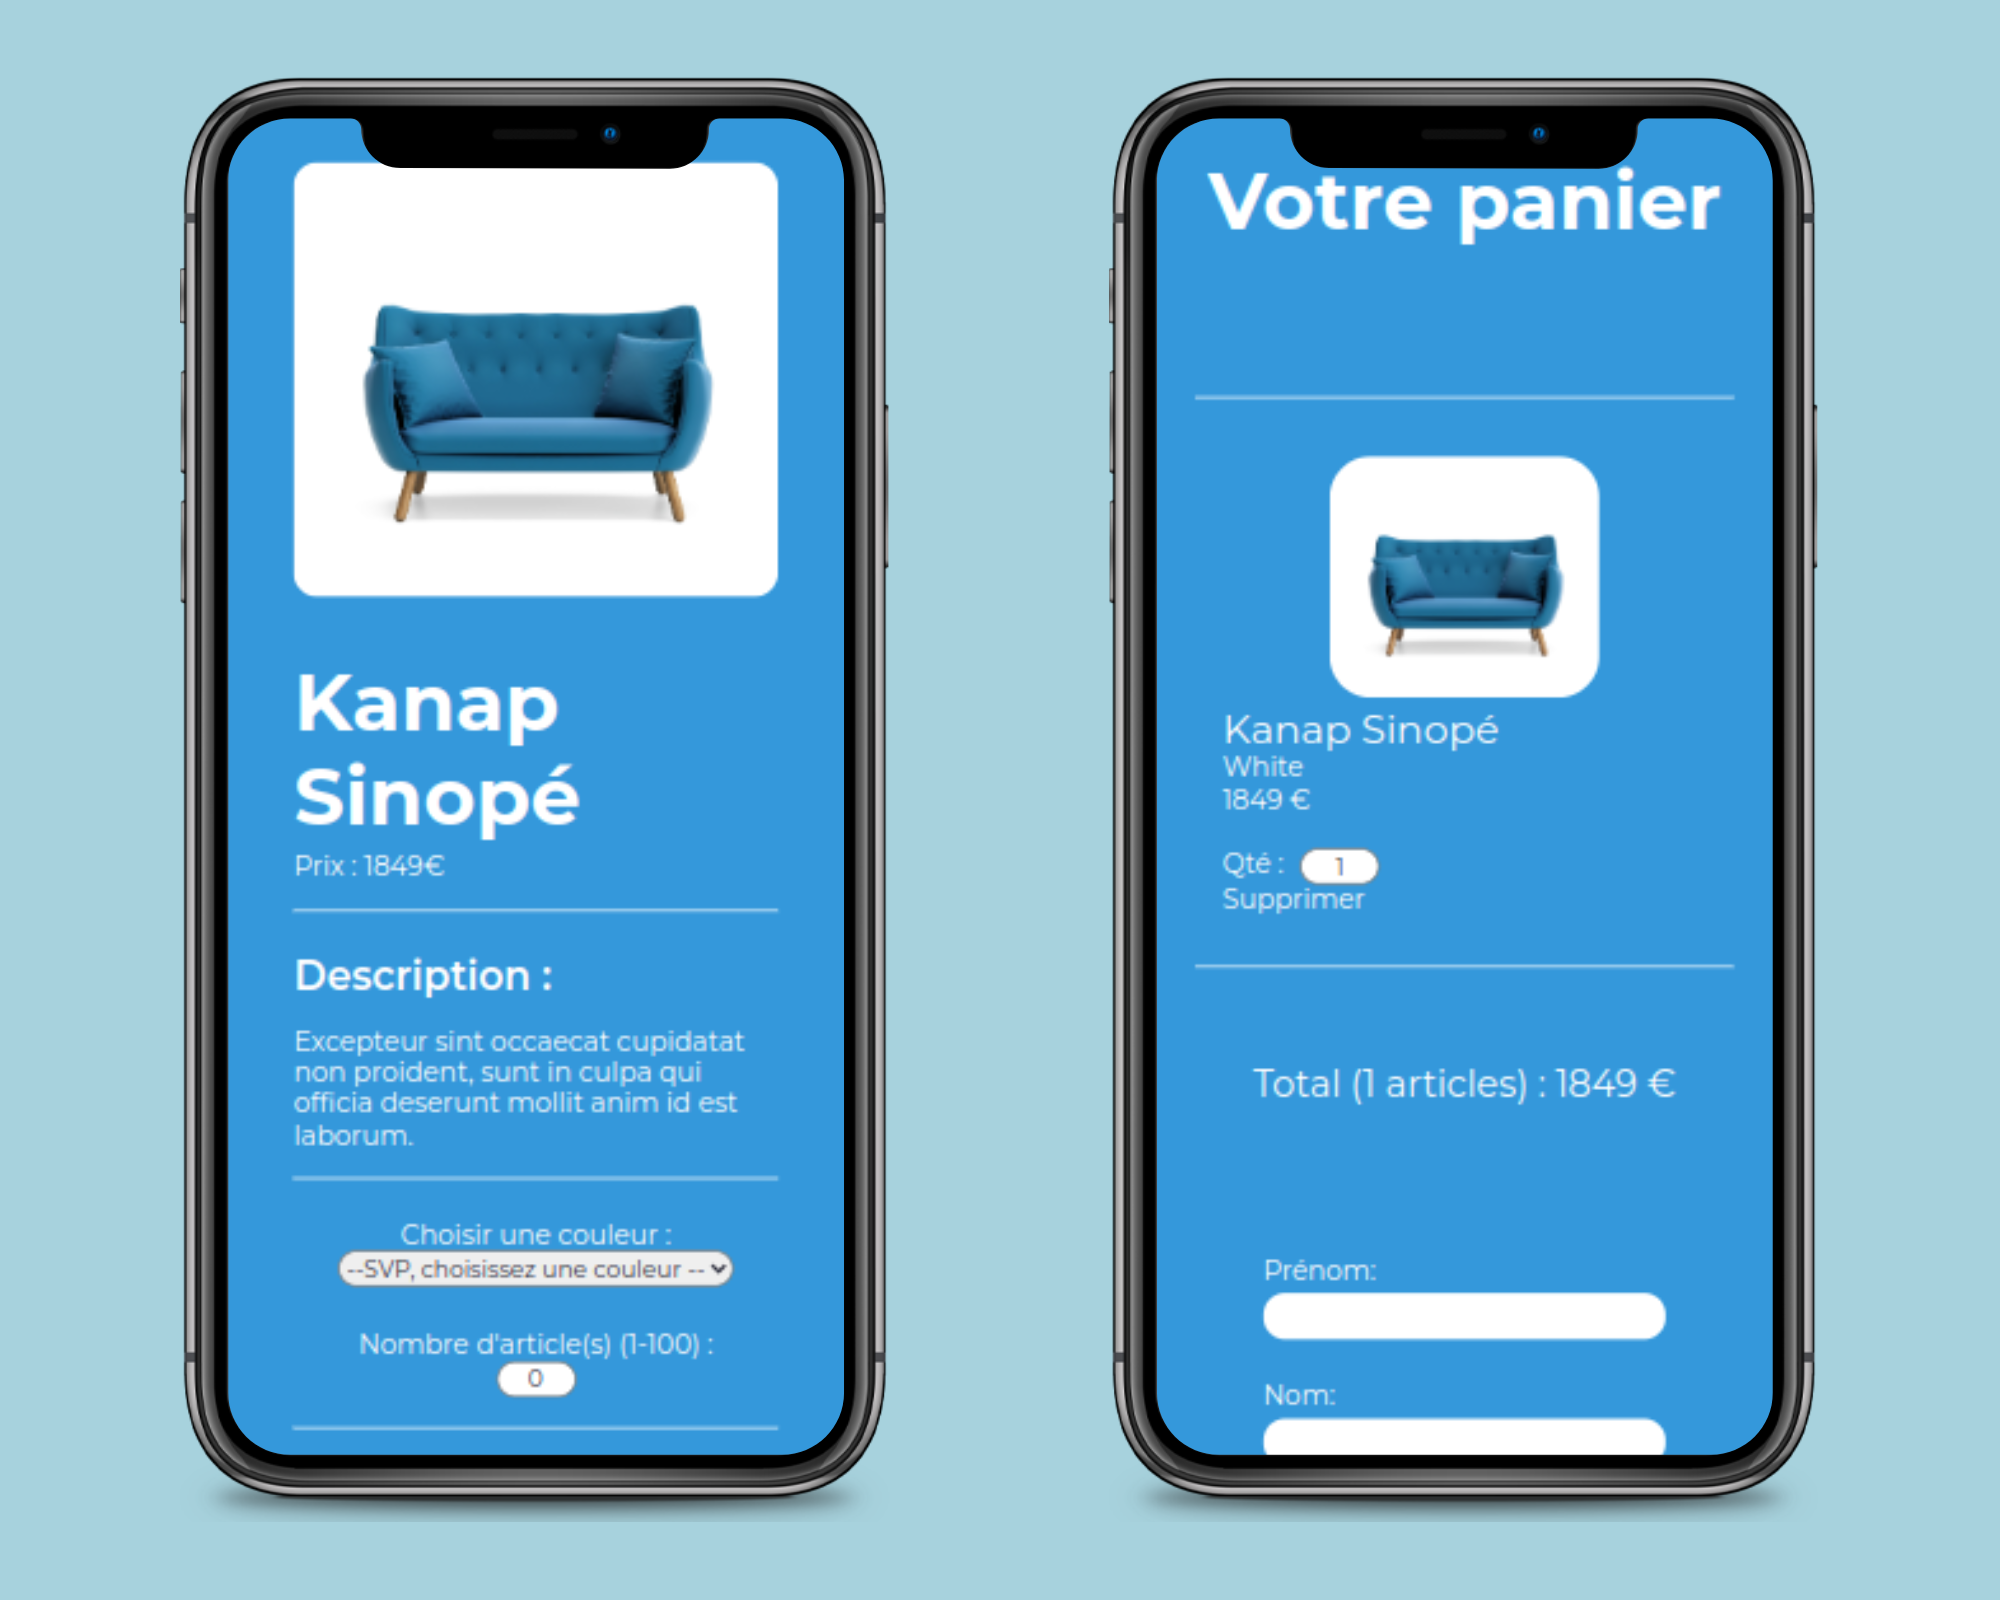 Kanap
Sinopé
Prix : 1849€
Description :
Excepteur sint occaecat cupidatat
non proident, sunt in culpa qui
officia deserunt mollit anim id est
laborum.
Choisir une couleur :
--SVP, choisissez une couleur --
Nombre d'article(s) (1-100) :
0
Votre panier
Kanap Sinopé
White
1849 €
Qté : 1
Supprimer
Total (1 articles) : 1849 €
Prénom:
Nom: